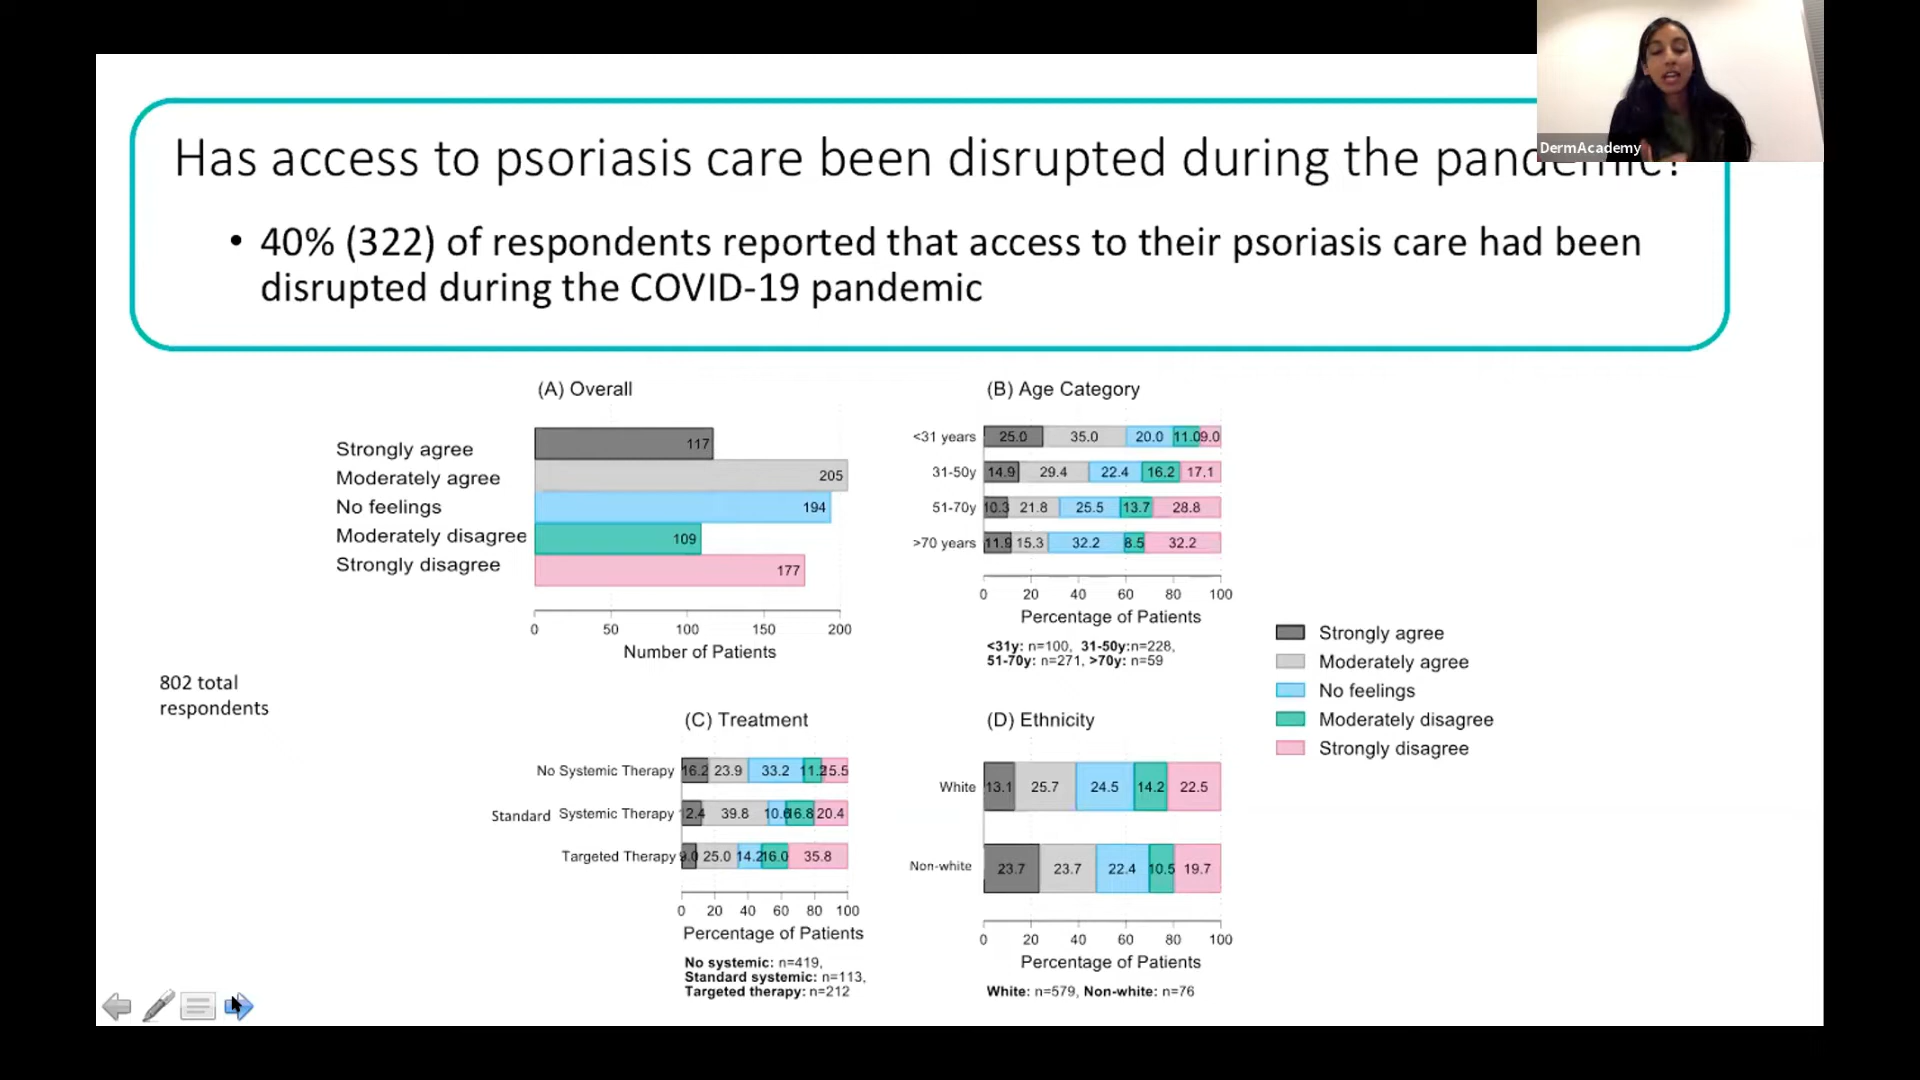 DermAcademy
Has access to psoriasis care been disrupted during the pandemic?
• 40% (322) of respondents reported that access to their psoriasis care had been
disrupted during the COVID-19 pandemic
(A) Overall
Strongly agree
117
Moderately agree
205
No feelings
194
Moderately disagree
109
Strongly disagree
177
0 50 100 150 200
Number of Patients
(B) Age Category
<31 years 25.0 35.0 20.0 11.0 9.0
31-50y 14.9 29.4 22.4 16.2 17.1
51-70y 10.3 21.8 25.5 13.7 28.8
>70 years 11.9 15.3 32.2 8.5 32.2
0 20 40 60 80 100
Percentage of Patients
<31y: n=100, 31-50y:n=228,
51-70y: n=271, >70y: n=59
Strongly agree
Moderately agree
No feelings
Moderately disagree
Strongly disagree
802 total
respondents
(C) Treatment
No Systemic Therapy 16.2 23.9 33.2 11.2 15.5
Standard Systemic Therapy 2.4 39.8 10.6 16.8 20.4
Targeted Therapy 9.0 25.0 14.2 16.0 35.8
0 20 40 60 80 100
Percentage of Patients
No systemic: n=419,
Standard systemic: n=113,
Targeted therapy: n=212
(D) Ethnicity
White 13.1 25.7 24.5 14.2 22.5
Non-white 23.7 23.7 22.4 10.5 19.7
0 20 40 60 80 100
Percentage of Patients
White: n=579, Non-white: n=76